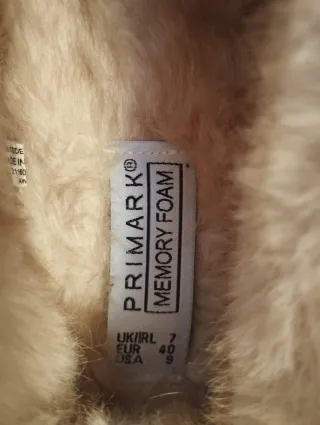 PRIMARK®
MEMORY FOAM
UK/IRL 7
EUR 40
USA 9